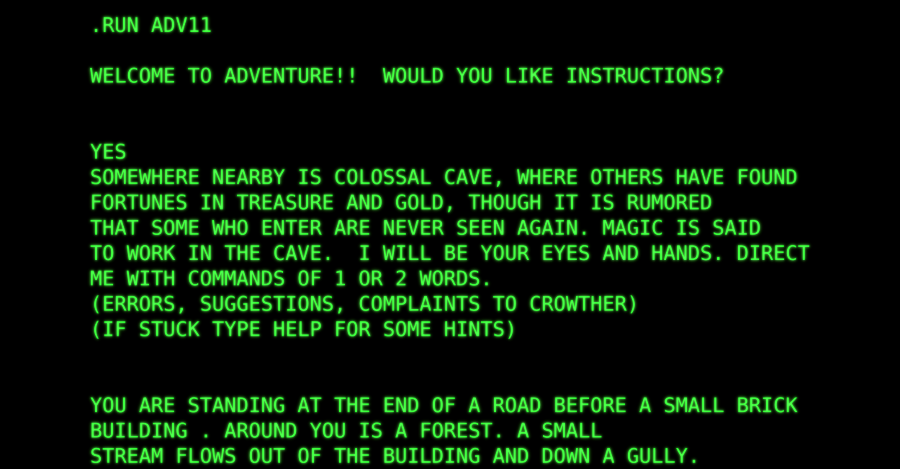 .RUN ADV11
WELCOME TO ADVENTURE!!  WOULD YOU LIKE INSTRUCTIONS?
YES
SOMEWHERE NEARBY IS COLOSSAL CAVE, WHERE OTHERS HAVE FOUND
FORTUNES IN TREASURE AND GOLD, THOUGH IT IS RUMORED
THAT SOME WHO ENTER ARE NEVER SEEN AGAIN. MAGIC IS SAID
TO WORK IN THE CAVE.  I WILL BE YOUR EYES AND HANDS. DIRECT
ME WITH COMMANDS OF 1 OR 2 WORDS.
(ERRORS, SUGGESTIONS, COMPLAINTS TO CROWTHER)
(IF STUCK TYPE HELP FOR SOME HINTS)
YOU ARE STANDING AT THE END OF A ROAD BEFORE A SMALL BRICK
BUILDING . AROUND YOU IS A FOREST. A SMALL
STREAM FLOWS OUT OF THE BUILDING AND DOWN A GULLY.